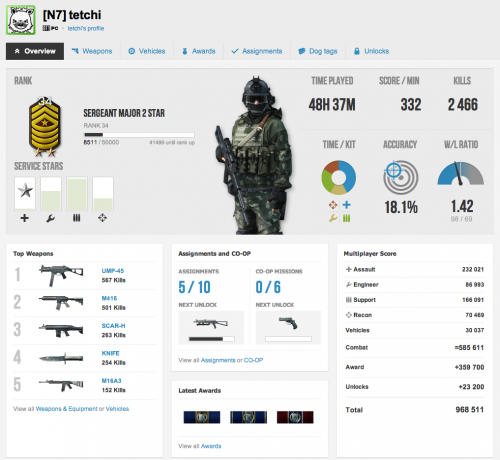 [N7] tetchi
PC - tetchi's profile
Overview Weapons Vehicles Awards Assignments Dog tags Unlocks
RANK
34
SERGEANT MAJOR 2 STAR
RANK 34
8511 / 50000 41489 until rank up
SERVICE STARS
TIME PLAYED SCORE / MIN KILLS
48H 37M 332 2 466
TIME / KIT ACCURACY W/L RATIO
18.1% 1.42
98 / 69
Top Weapons
1 UMP-45
567 Kills
2 M416
501 Kills
3 SCAR-H
263 Kills
4 KNIFE
254 Kills
5 M16A3
152 Kills
View all Weapons & Equipment or Vehicles
Assignments and CO-OP
ASSIGNMENTS CO-OP MISSIONS
5 / 10 0 / 6
NEXT UNLOCK NEXT UNLOCK
View all Assignments or CO-OP
Latest Awards
View all Awards
Multiplayer Score
Assault 232 021
Engineer 86 993
Support 166 091
Recon 70 469
Vehicles 30 037
Combat =585 611
Award +359 700
Unlocks +23 200
Total 968 511